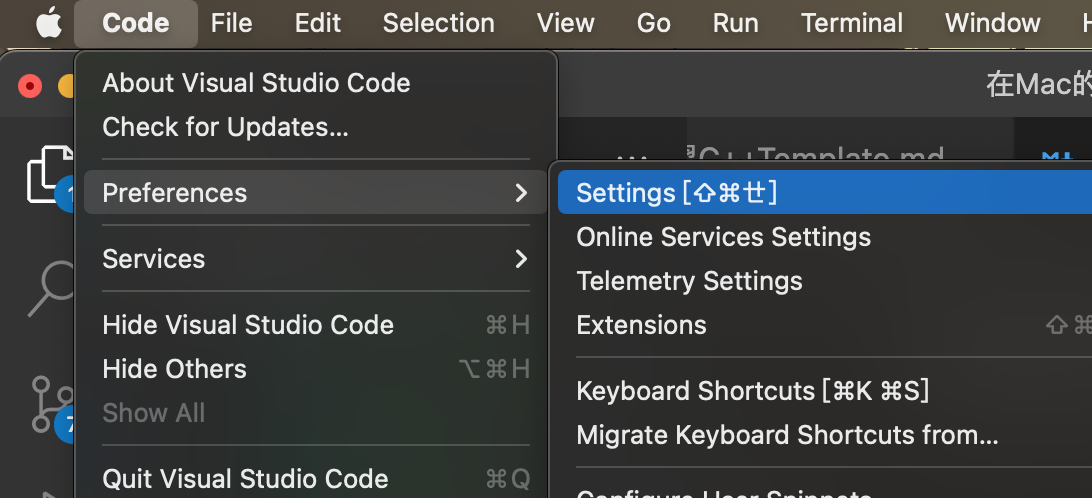 Code File Edit Selection View Go Run Terminal Window
在Mac的
About Visual Studio Code
Check for Updates...
C++Template.md
Preferences
Settings [⇧⌘ㄝ]
Online Services Settings
Services
Telemetry Settings
Hide Visual Studio Code ⌘H
Extensions ⇧⌘
Hide Others ⌥⌘H
Show All
Keyboard Shortcuts [⌘K ⌘S]
Migrate Keyboard Shortcuts from...
Quit Visual Studio Code ⌘Q
Configure User Snippets